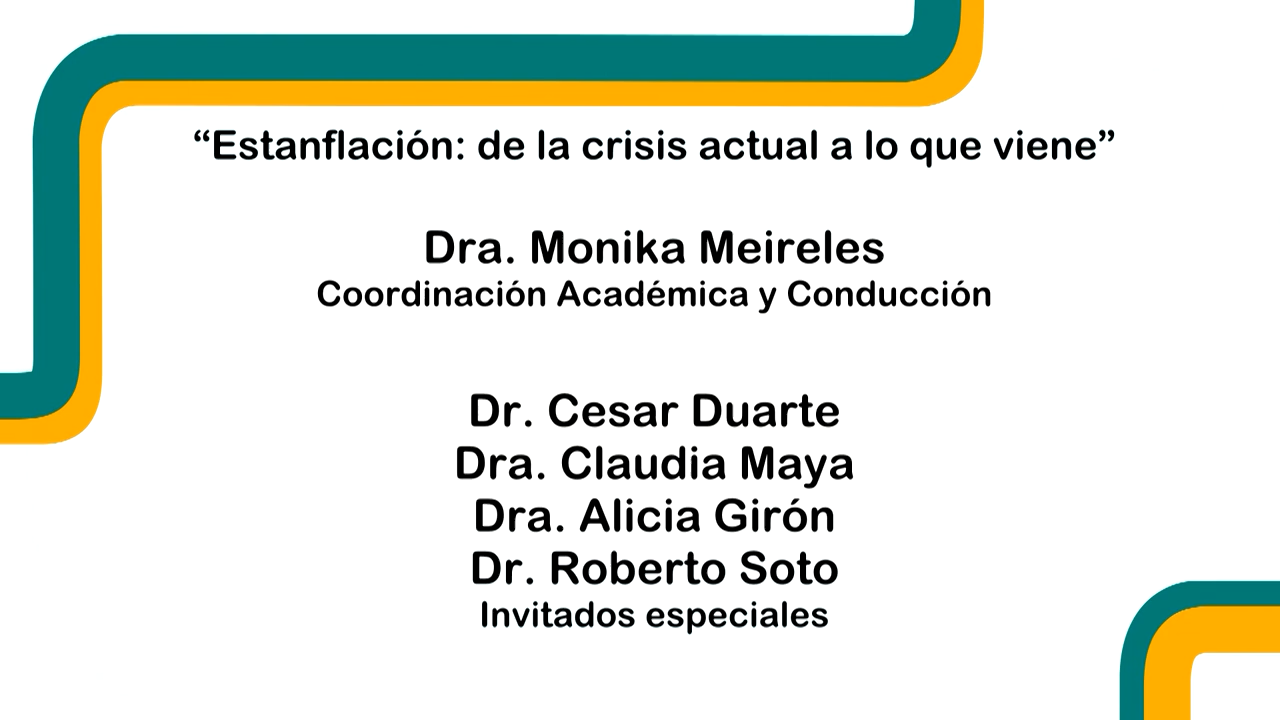 “Estanflación: de la crisis actual a lo que viene”
Dra. Monika Meireles
Coordinación Académica y Conducción
Dr. Cesar Duarte
Dra. Claudia Maya
Dra. Alicia Girón
Dr. Roberto Soto
Invitados especiales